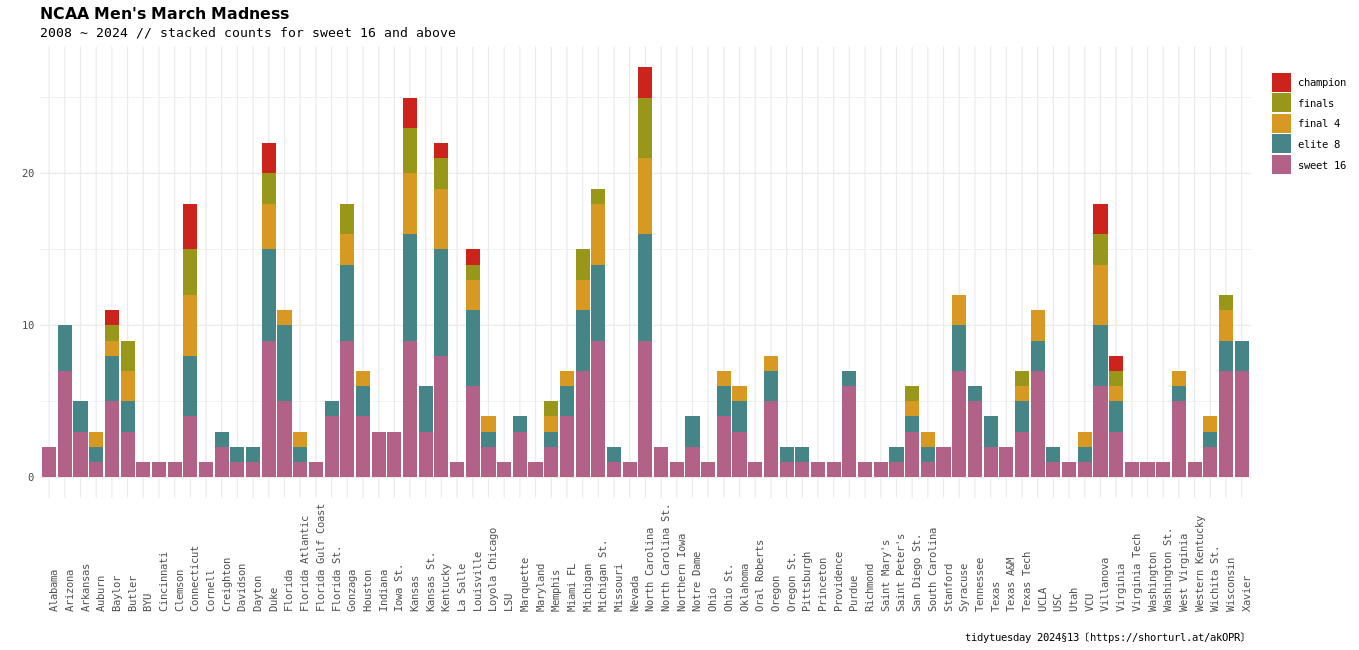 NCAA Men's March Madness
2008 ~ 2024 // stacked counts for sweet 16 and above
champion
finals
final 4
elite 8
sweet 16
20
10
0
Alabama
Arizona
Arkansas
Auburn
Baylor
Butler
BYU
Cincinnati
Clemson
Connecticut
Cornell
Creighton
Davidson
Dayton
Duke
Florida
Florida Atlantic
Florida Gulf Coast
Florida St.
Gonzaga
Houston
Indiana
Iowa St.
Kansas
Kansas St.
Kentucky
La Salle
Louisville
Loyola Chicago
LSU
Marquette
Maryland
Memphis
Miami FL
Michigan
Michigan St.
Missouri
Nevada
North Carolina
North Carolina St.
Northern Iowa
Notre Dame
Ohio
Ohio St.
Oklahoma
Oral Roberts
Oregon
Oregon St.
Pittsburgh
Princeton
Providence
Purdue
Richmond
Saint Mary's
Saint Peter's
San Diego St.
South Carolina
Stanford
Syracuse
Tennessee
Texas
Texas A&M
Texas Tech
UCLA
USC
Utah
VCU
Villanova
Virginia
Virginia Tech
Washington
Washington St.
West Virginia
Western Kentucky
Wichita St.
Wisconsin
Xavier
tidytuesday 2024§13 〔https://shorturl.at/akOPR〕